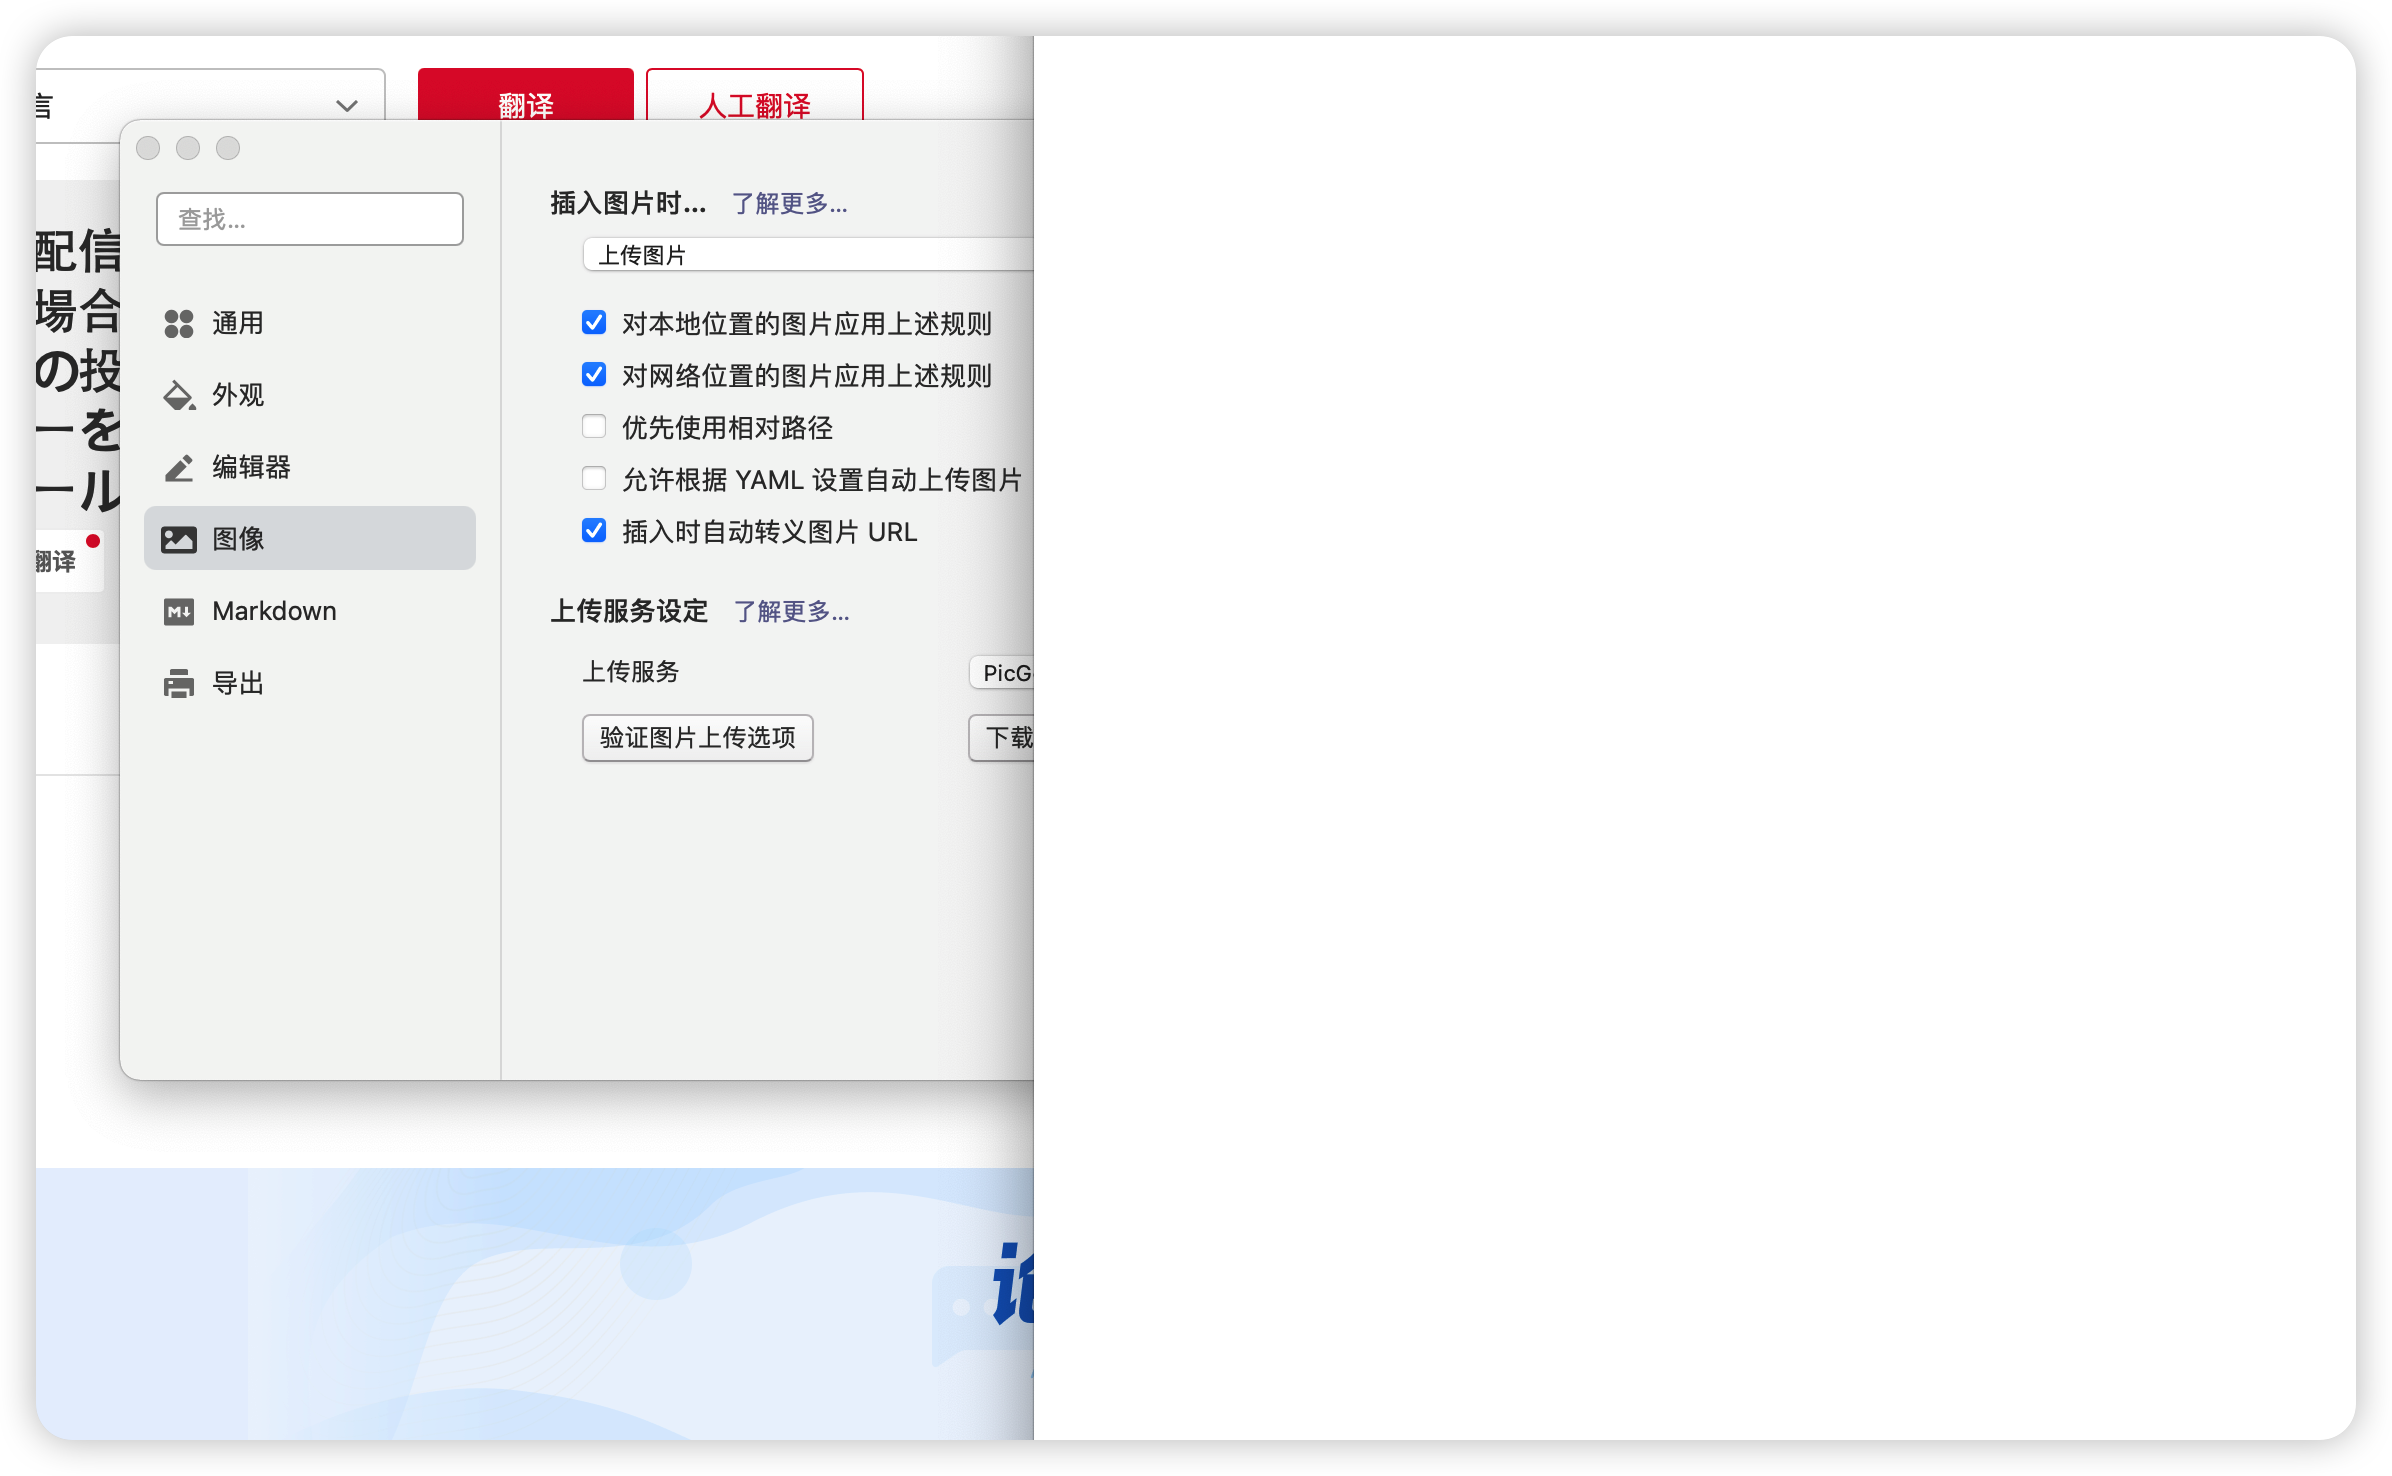 言
翻译
人工翻译
配信
場合
の投
ーを
ール
翻译
查找...
通用
外观
编辑器
图像
Markdown
导出
插入图片时... 了解更多...
上传图片
对本地位置的图片应用上述规则
对网络位置的图片应用上述规则
优先使用相对路径
允许根据 YAML 设置自动上传图片
插入时自动转义图片 URL
上传服务设定 了解更多...
上传服务 PicG
验证图片上传选项 下载